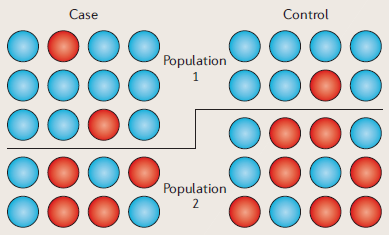 Case
Control
Population
1
Population
2